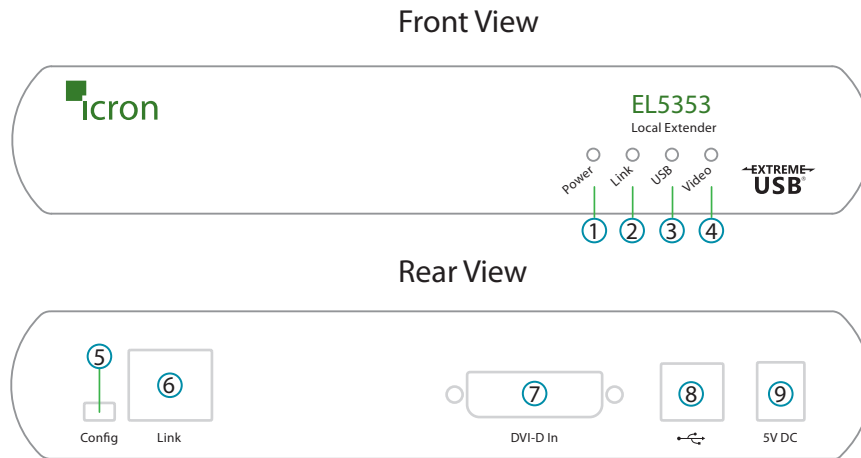 Front View
icron
EL5353
Local Extender
Power Link USB Video
EXTREME
USB®
1 2 3 4
Rear View
5
6 7 8 9
Config Link DVI-D In 5V DC